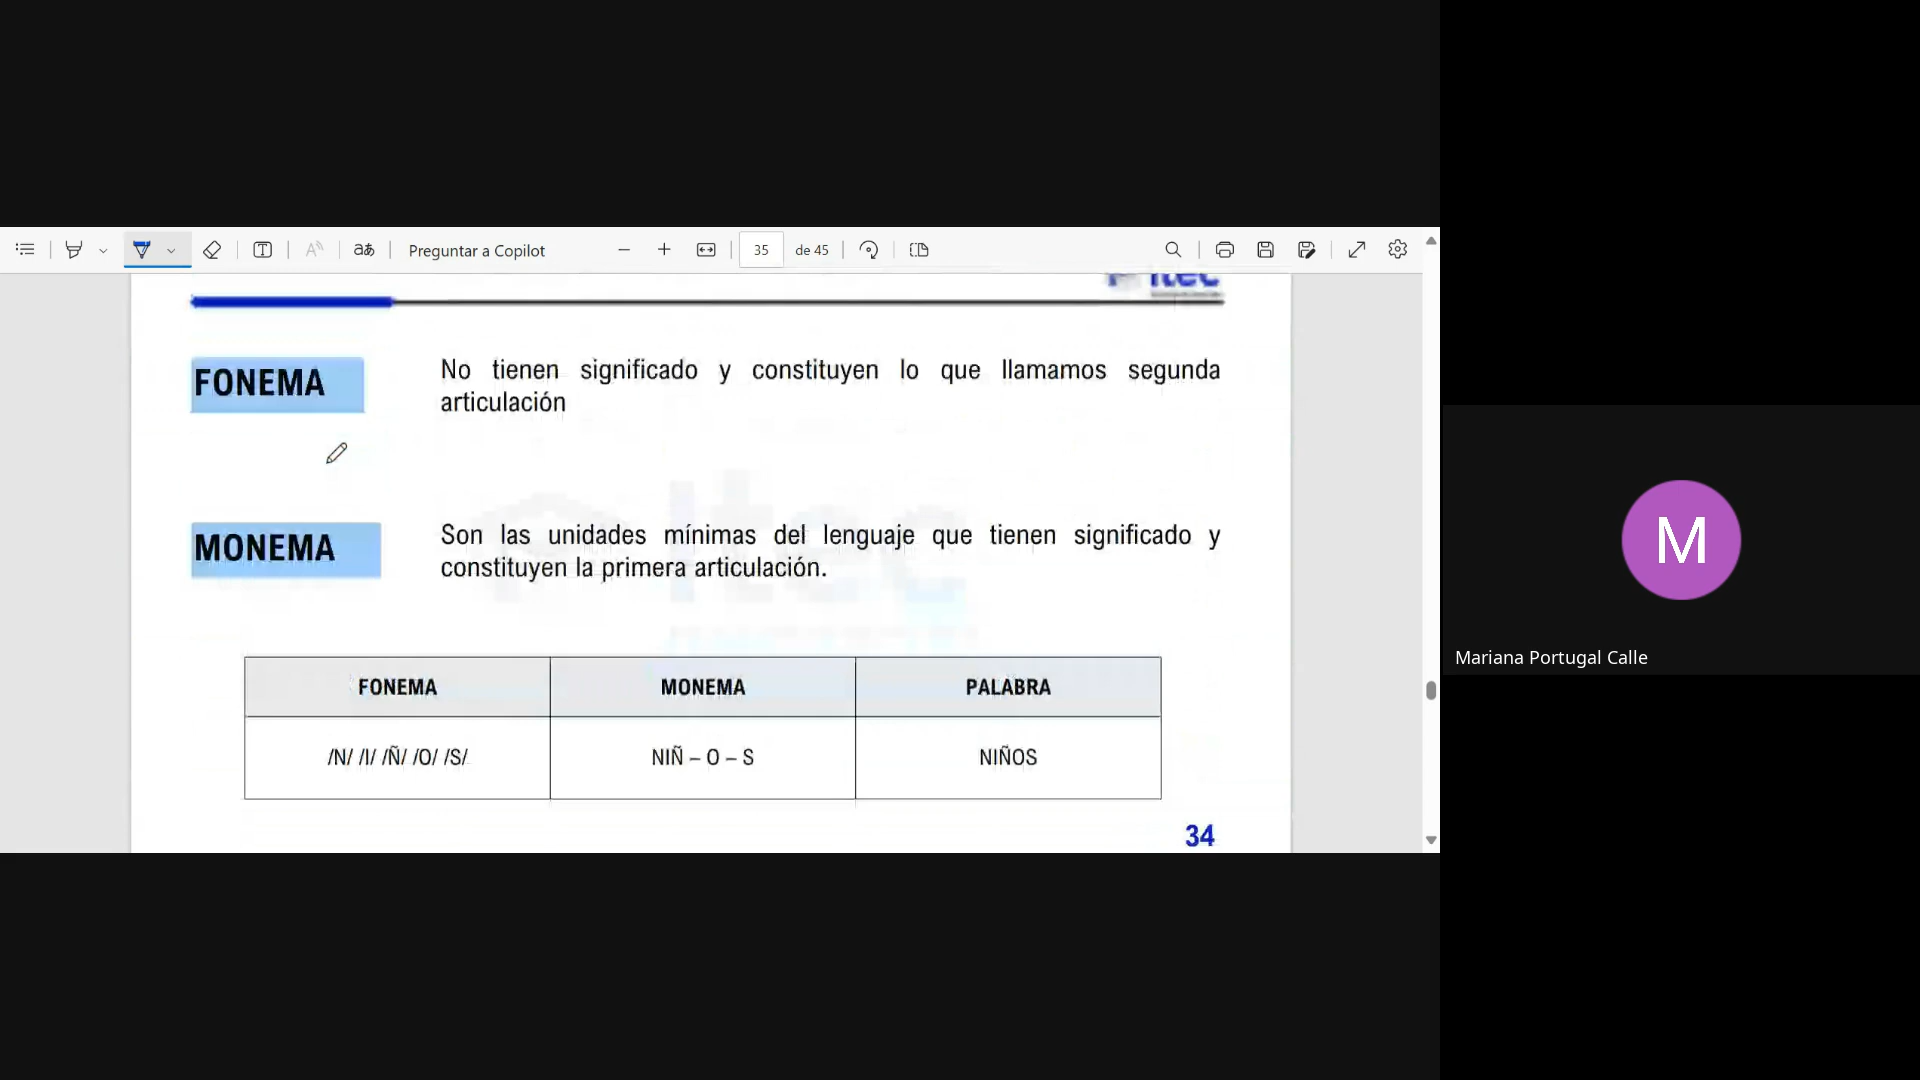 Preguntar a Copilot
35 de 45
itec
FONEMA
No tienen significado y constituyen lo que llamamos segunda
articulación
MONEMA
Son las unidades mínimas del lenguaje que tienen significado y
constituyen la primera articulación.
FONEMA MONEMA PALABRA
/N/ /I/ /Ñ/ /O/ /S/ NIÑ – O – S NIÑOS
34
M
Mariana Portugal Calle